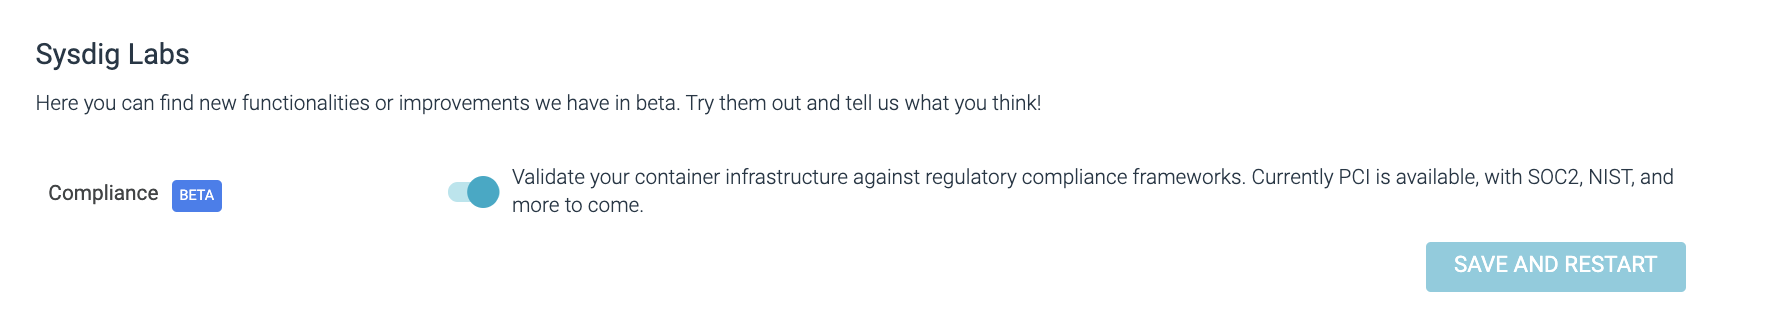 Sysdig Labs
Here you can find new functionalities or improvements we have in beta. Try them out and tell us what you think!
Compliance BETA
Validate your container infrastructure against regulatory compliance frameworks. Currently PCI is available, with SOC2, NIST, and
more to come.
SAVE AND RESTART